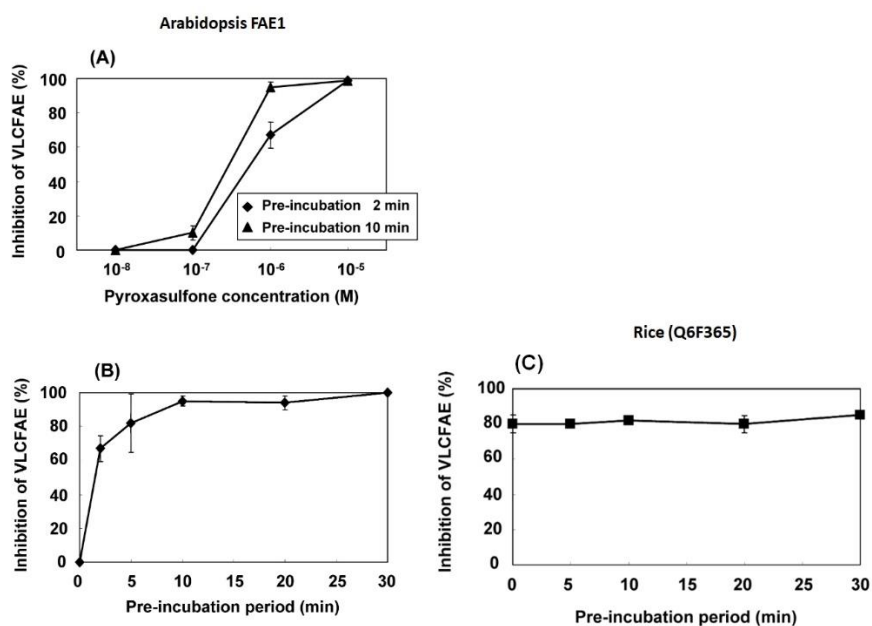 Arabidopsis FAE1
(A)
100
80
60
40
20
0
Inhibition of VLCFAE (%)
Pre-incubation 2 min
Pre-incubation 10 min
10-8 10-7 10-6 10-5
Pyroxasulfone concentration (M)
(B)
100
80
60
40
20
0
Inhibition of VLCFAE (%)
0 5 10 15 20 25 30
Pre-incubation period (min)
Rice (Q6F365)
(C)
100
80
60
40
80
0
Inhibition of VLCFAE (%)
0 5 10 15 20 25 30
Pre-incubation period (min)